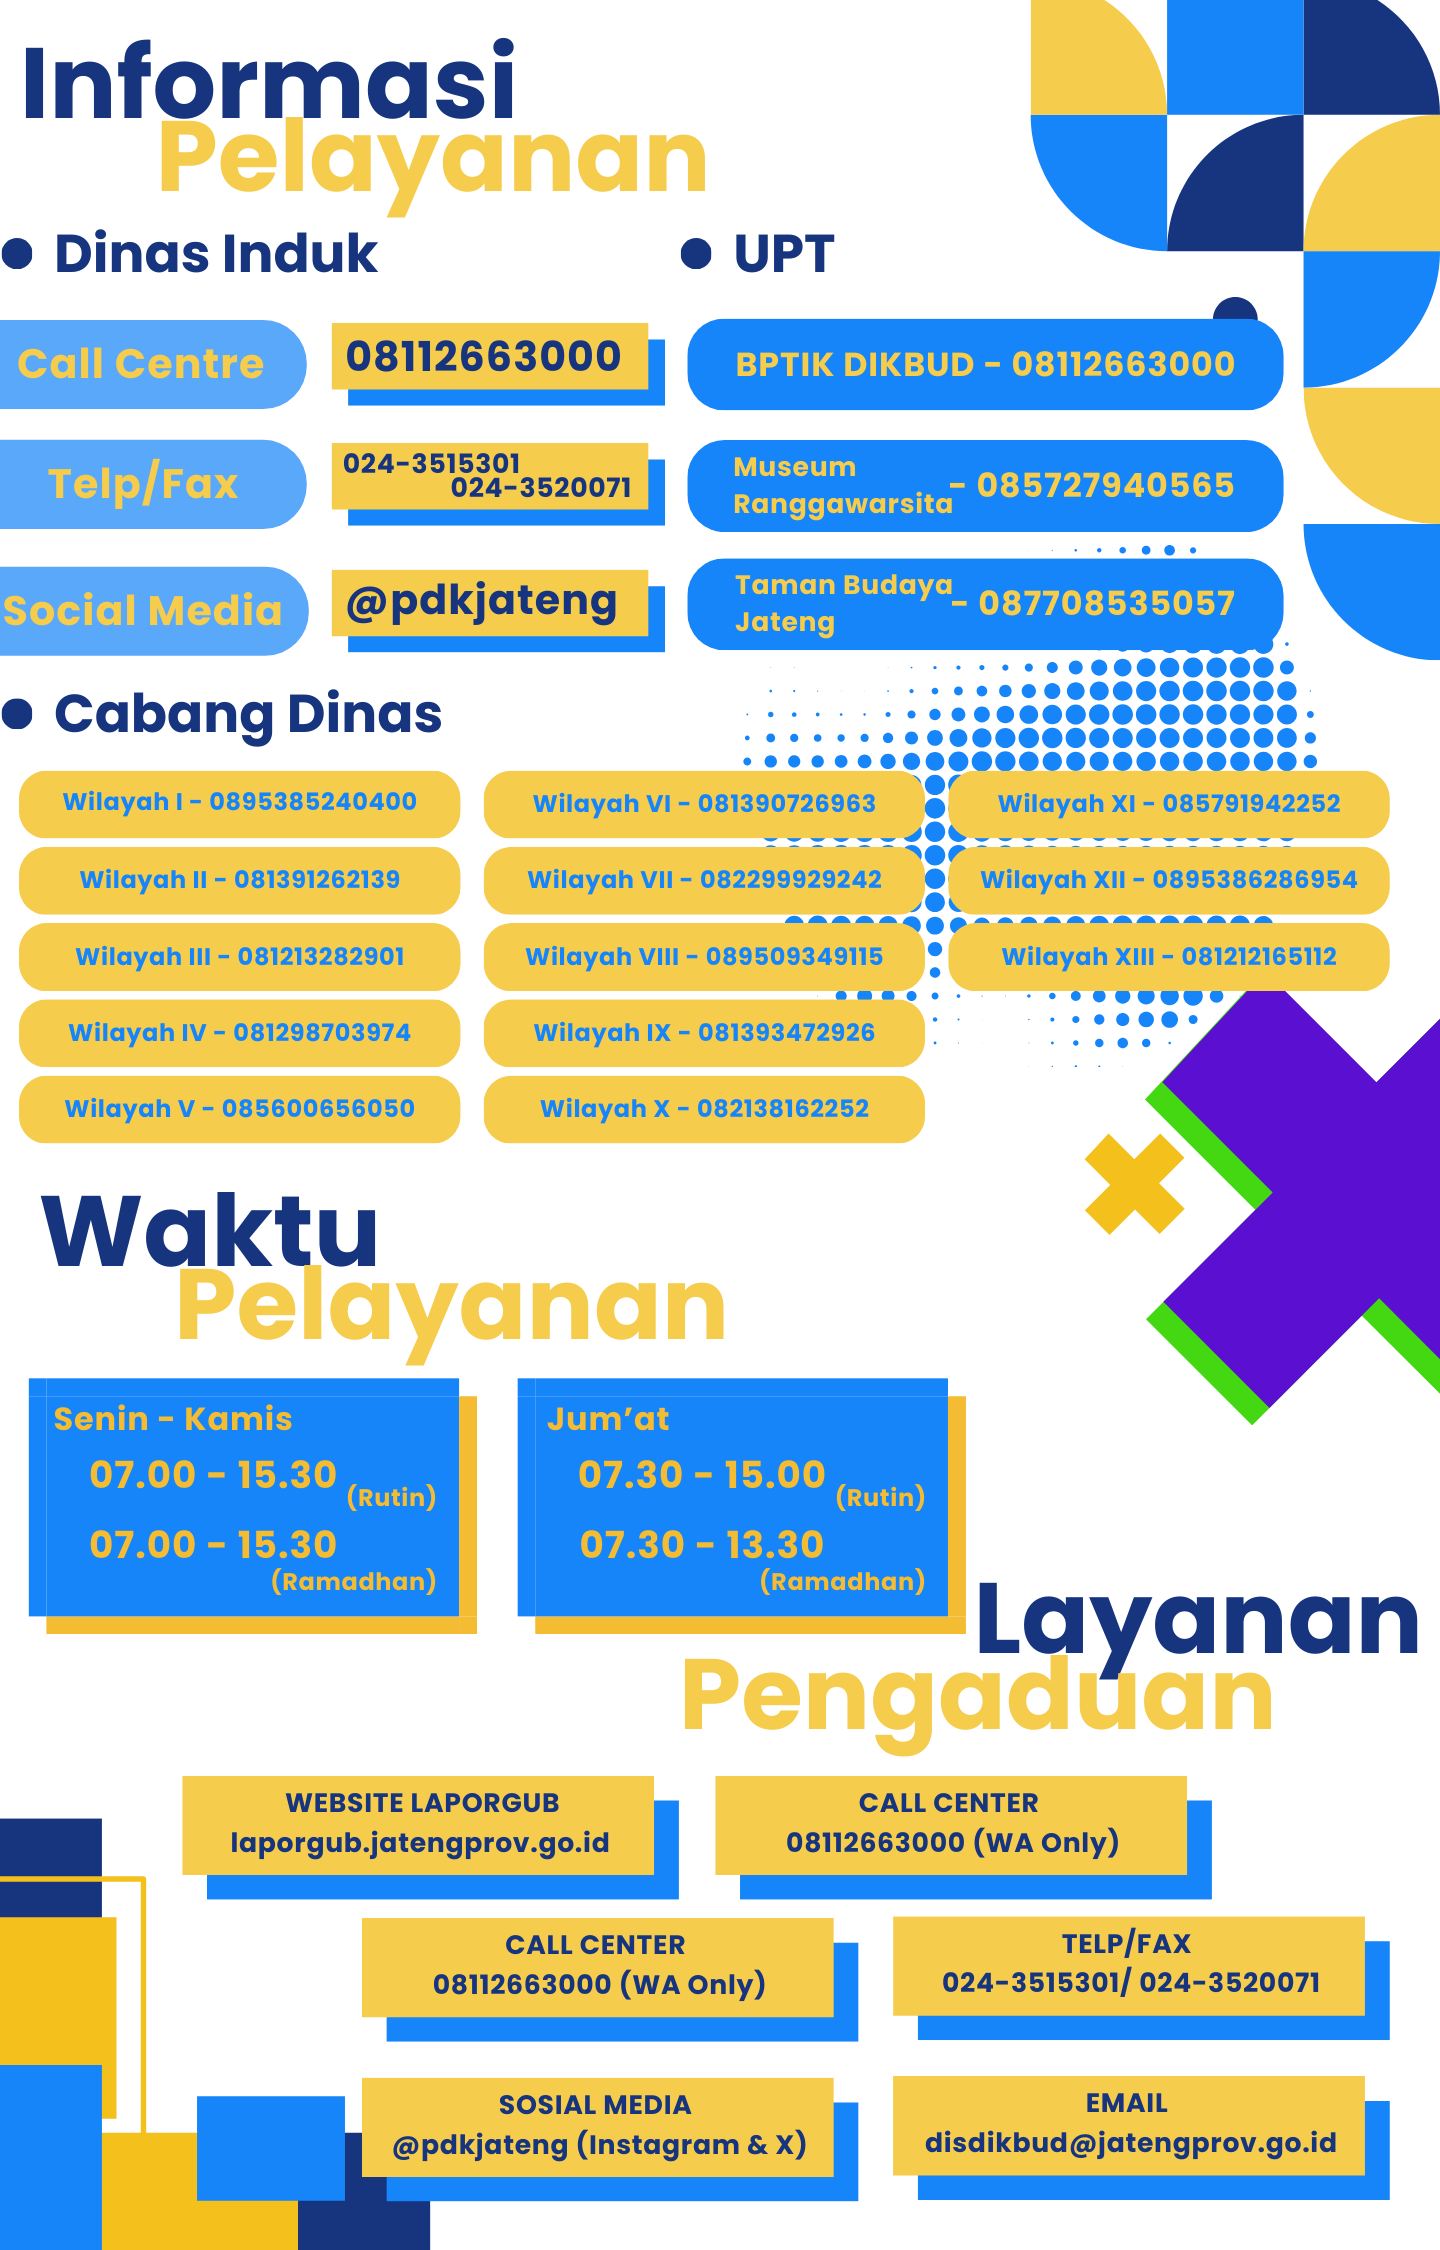 Informasi
Pelayanan
Dinas Induk
Call Centre
08112663000
Telp/Fax
024-3515301
024-3520071
Social Media
@pdkjateng
UPT
BPTIK DIKBUD - 08112663000
Museum
Ranggawarsita - 085727940565
Taman Budaya
Jateng - 087708535057
Cabang Dinas
Wilayah I - 0895385240400
Wilayah II - 081391262139
Wilayah III - 081213282901
Wilayah IV - 081298703974
Wilayah V - 085600656050
Wilayah VI - 081390726963
Wilayah VII - 082299929242
Wilayah VIII - 089509349115
Wilayah IX - 081393472926
Wilayah X - 082138162252
Wilayah XI - 085791942252
Wilayah XII - 0895386286954
Wilayah XIII - 081212165112
Waktu
Pelayanan
Senin - Kamis
07.00 - 15.30 (Rutin)
07.00 - 15.30
(Ramadhan)
Jum’at
07.30 - 15.00 (Rutin)
07.30 - 13.30
(Ramadhan)
Layanan
Pengaduan
WEBSITE LAPORGUB
laporgub.jatengprov.go.id
CALL CENTER
08112663000 (WA Only)
CALL CENTER
08112663000 (WA Only)
TELP/FAX
024-3515301/ 024-3520071
SOSIAL MEDIA
@pdkjateng (Instagram & X)
EMAIL
disdikbud@jatengprov.go.id